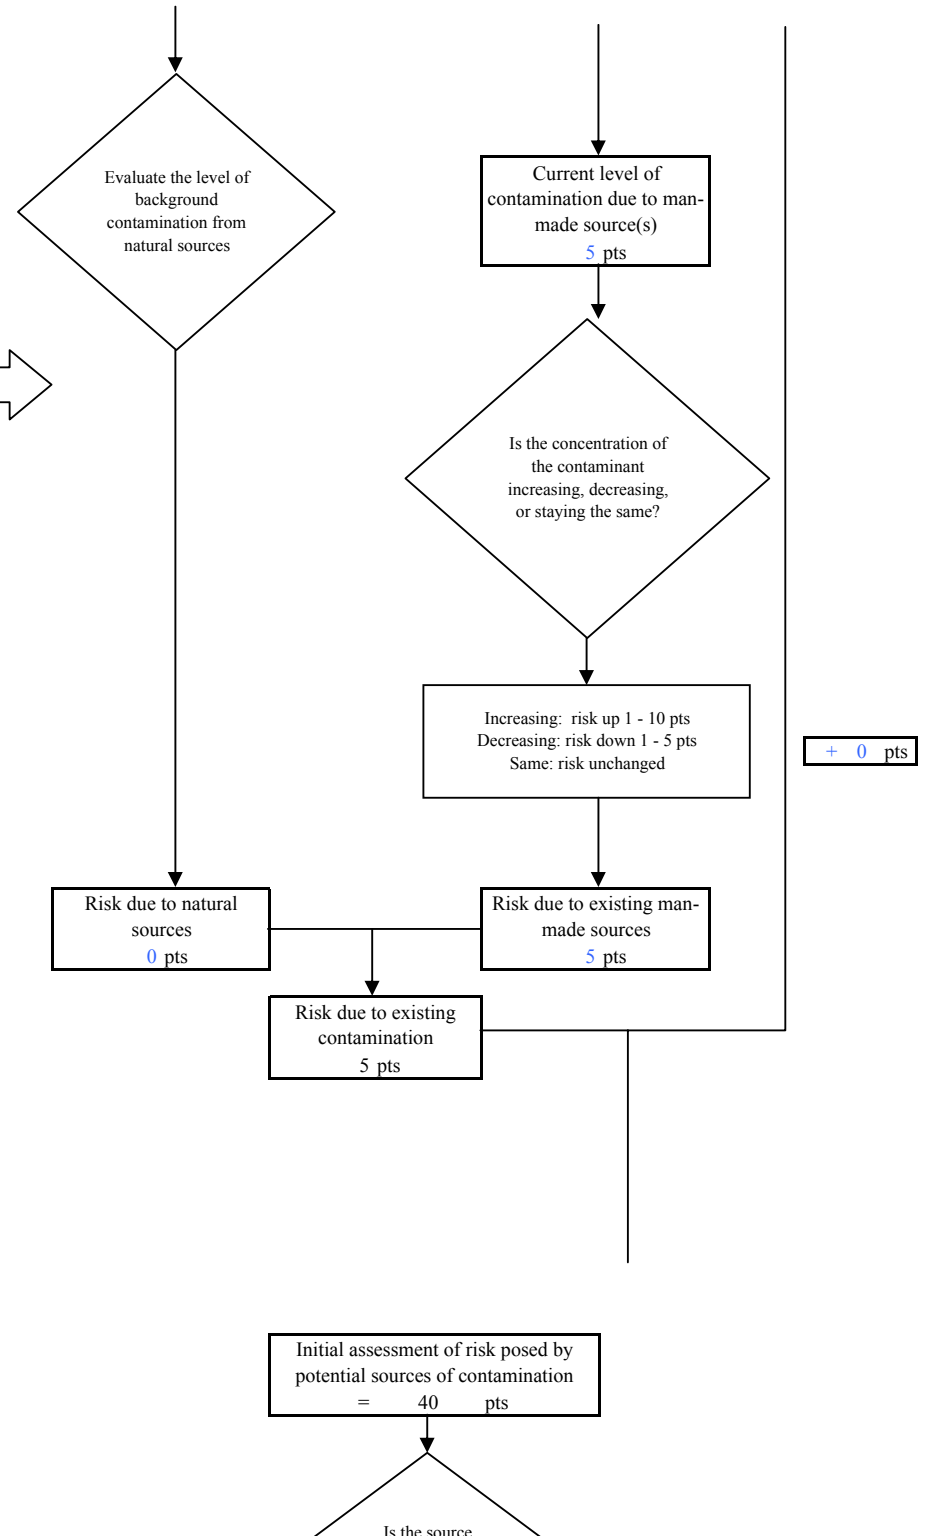 Evaluate the level of
background
contamination from
natural sources
Current level of
contamination due to man-
made source(s)
5 pts
Is the concentration of
the contaminant
increasing, decreasing,
or staying the same?
Increasing: risk up 1 - 10 pts
Decreasing: risk down 1 - 5 pts
Same: risk unchanged
+ 0 pts
Risk due to natural
sources
0 pts
Risk due to existing man-
made sources
5 pts
Risk due to existing
contamination
5 pts
Initial assessment of risk posed by
potential sources of contamination
= 40 pts
Is the source